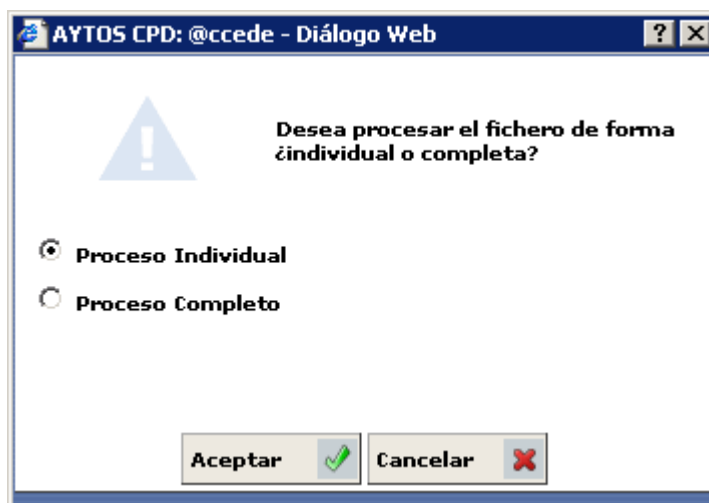 AYTOS CPD: @ccede - Diálogo Web
Desea procesar el fichero de forma
¿individual o completa?
Proceso Individual
Proceso Completo
Aceptar
Cancelar